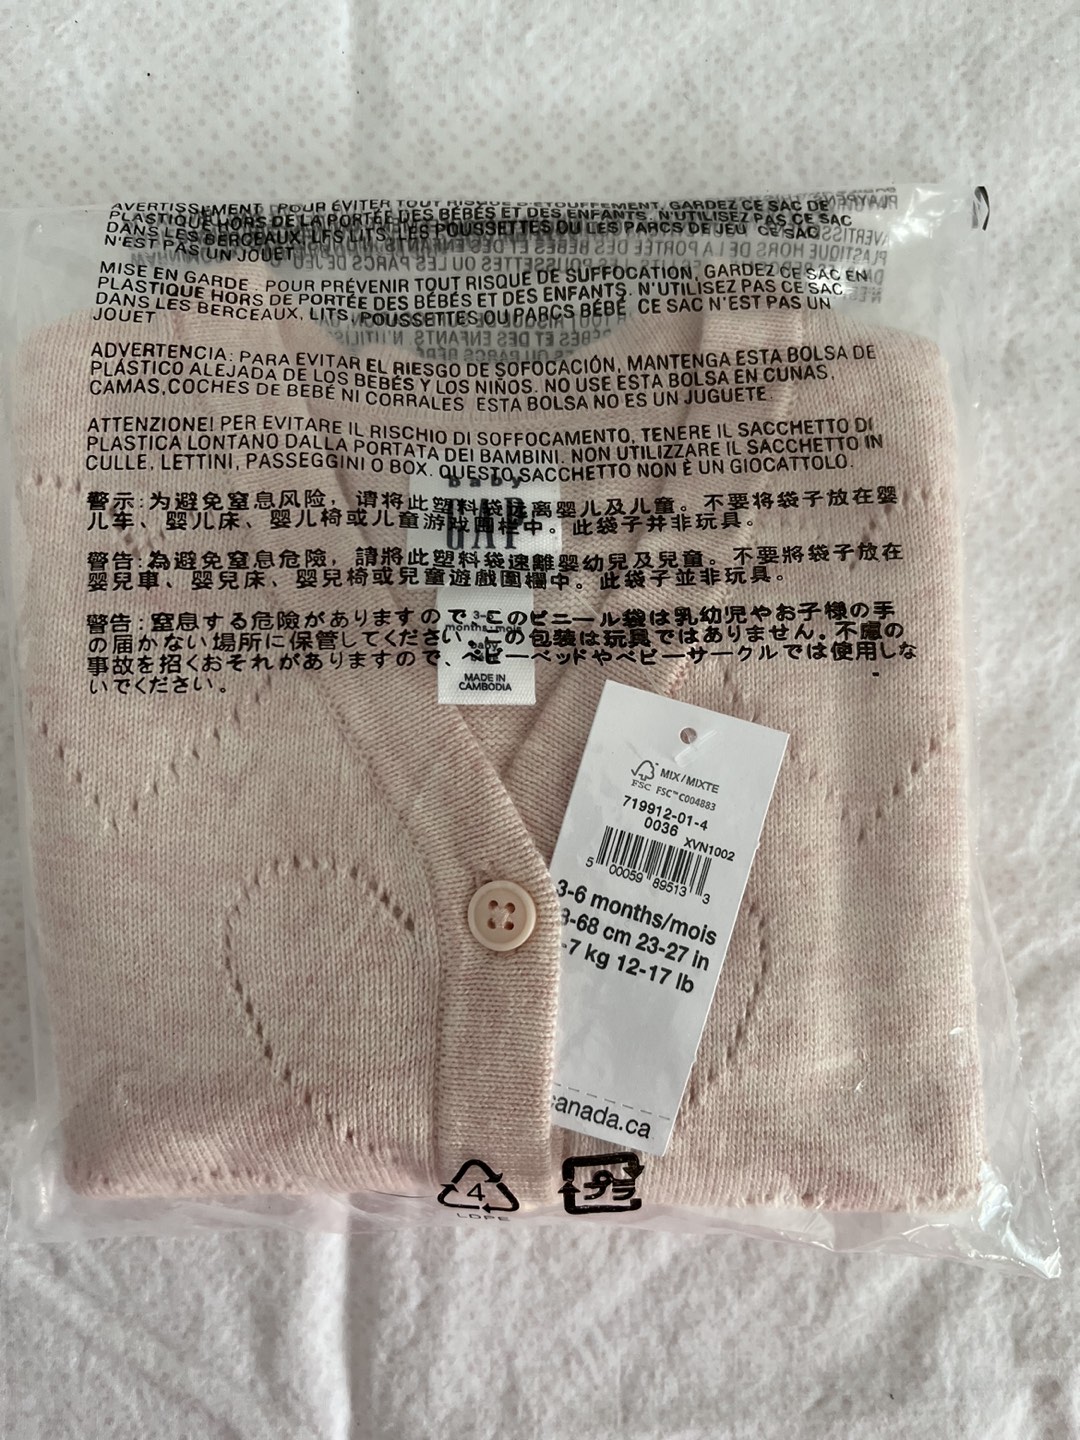 AVERTISSEMENT : POUR ÉVITER TOUT RISQUE D'ÉTOUFFEMENT, GARDEZ CE SAC DE
PLASTIQUE HORS DE LA PORTÉE DES BÉBÉS ET DES ENFANTS. N'UTILISEZ PAS CE SAC
DANS LES BERCEAUX, LES LITS, LES POUSSETTES OU LES PARCS DE JEU CE SAC
N'EST PAS UN JOUET
MISE EN GARDE : POUR PRÉVENIR TOUT RISQUE DE SUFFOCATION, GARDEZ CE SAC EN
PLASTIQUE HORS DE PORTÉE DES BÉBÉS ET DES ENFANTS. N'UTILISEZ PAS CE SAC
DANS LES BERCEAUX, LITS, POUSSETTES OU PARCS BÉBÉ. CE SAC N'EST PAS UN
JOUET
ADVERTENCIA: PARA EVITAR EL RIESGO DE SOFOCACIÓN, MANTENGA ESTA BOLSA DE
PLÁSTICO ALEJADA DE LOS BEBÉS Y LOS NIÑOS. NO USE ESTA BOLSA EN CUNAS,
CAMAS,COCHES DE BEBÉ NI CORRALES ESTA BOLSA NO ES UN JUGUETE.
ATTENZIONE! PER EVITARE IL RISCHIO DI SOFFOCAMENTO, TENERE IL SACCHETTO DI
PLASTICA LONTANO DALLA PORTATA DEI BAMBINI. NON UTILIZZARE IL SACCHETTO IN
CULLE, LETTINI, PASSEGGINI O BOX. QUESTO SACCHETTO NON È UN GIOCATTOLO.
baby
GAP
警示:为避免窒息风险，请将此塑料袋远离婴儿及儿童。不要将袋子放在婴
儿车、婴儿床、婴儿椅或儿童游戏围栏中。此袋子并非玩具。
警告:為避免窒息危險，請將此塑料袋速離嬰幼兒及兒童。不要將袋子放在
嬰兒車、嬰兒床、嬰兒椅或兒童遊戲圍欄中。此袋子並非玩具。
警告:窒息する危険がありますので、このビニール袋は乳幼児やお子様の手
の届かない場所に保管してください。この包装は玩具ではありません。不慮の
事故を招くおそれがありますので、ベビーベッドやベビーサークルでは使用しな
いでください。
MADE IN
CAMBODIA
MIX/MIXTE
FSC FSC™C004883
719912-01-4
0036 XVN1002
5 00059 89513 3
3-6 months/mois
-68 cm 23-27 in
-7 kg 12-17 lb
canada.ca
4
LDPE
プラ